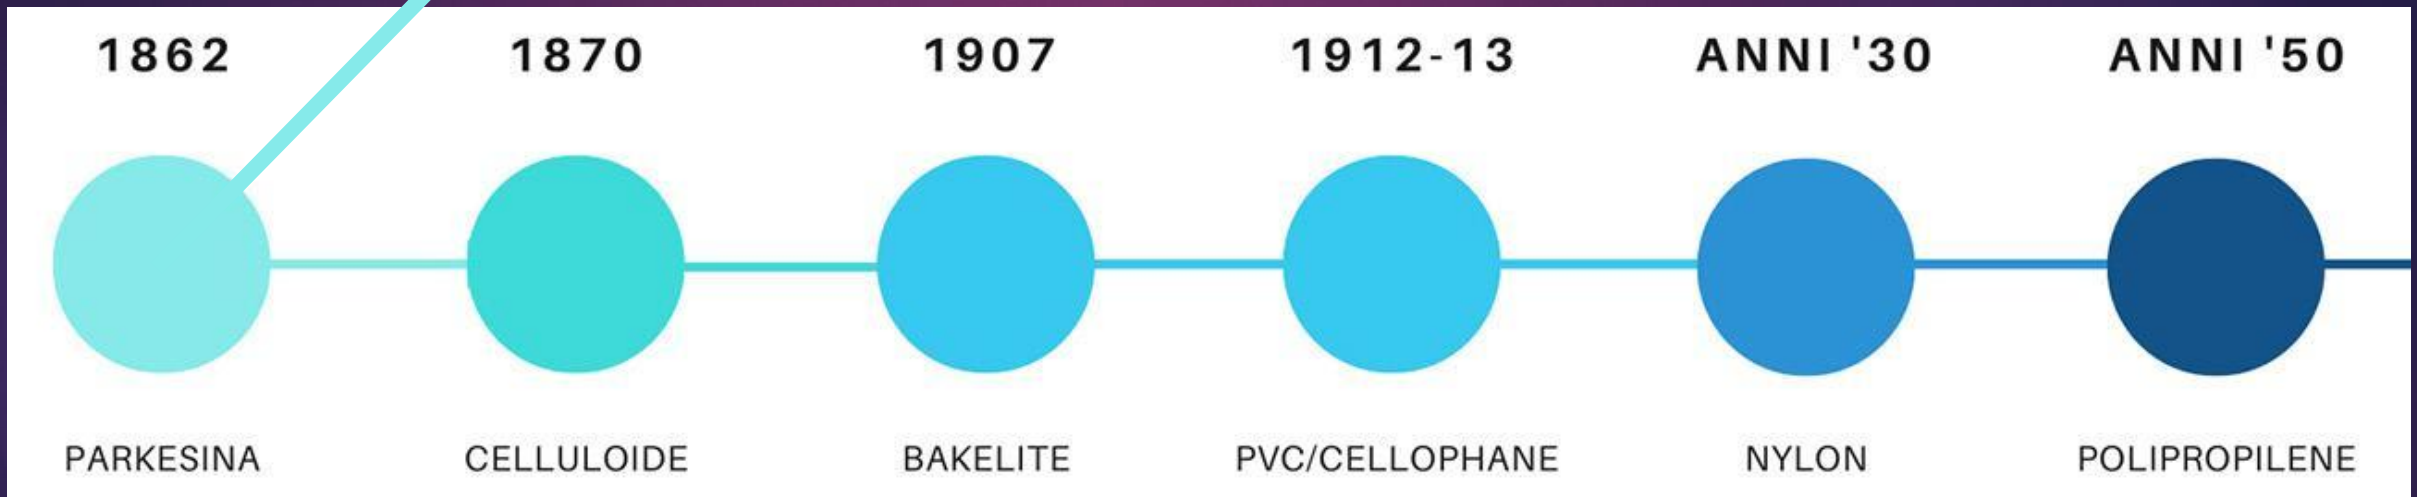 1862 1870 1907 1912-13 ANNI '30 ANNI '50
PARKESINA CELLULOIDE BAKELITE PVC/CELLOPHANE NYLON POLIPROPILENE